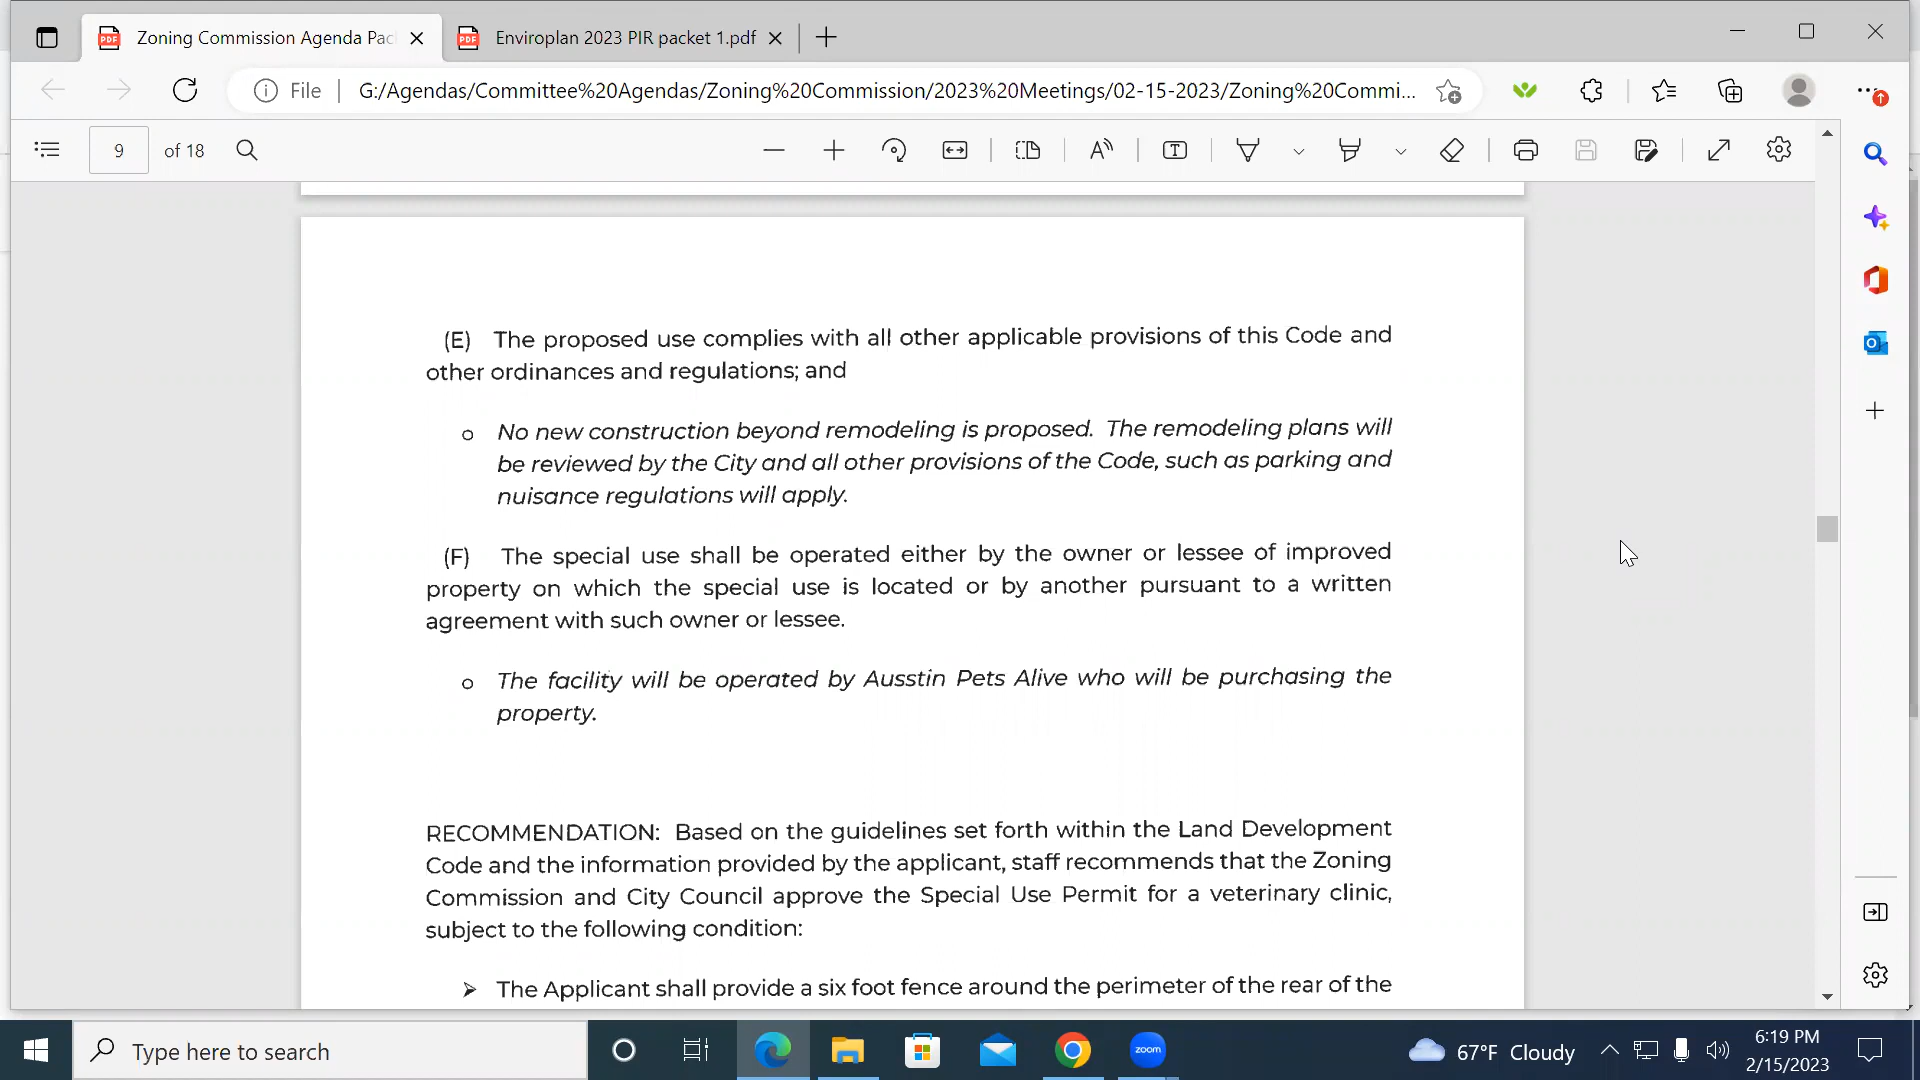 Zoning Commission Agenda Pac
Enviroplan 2023 PIR packet 1.pdf
File
G:/Agendas/Committee%20Agendas/Zoning%20Commission/2023%20Meetings/02-15-2023/Zoning%20Commi...
9 of 18
(E) The proposed use complies with all other applicable provisions of this Code and
other ordinances and regulations; and
o No new construction beyond remodeling is proposed. The remodeling plans will
be reviewed by the City and all other provisions of the Code, such as parking and
nuisance regulations will apply.
(F) The special use shall be operated either by the owner or lessee of improved
property on which the special use is located or by another pursuant to a written
agreement with such owner or lessee.
o The facility will be operated by Ausstin Pets Alive who will be purchasing the
property.
RECOMMENDATION: Based on the guidelines set forth within the Land Development
Code and the information provided by the applicant, staff recommends that the Zoning
Commission and City Council approve the Special Use Permit for a veterinary clinic,
subject to the following condition:
➢ The Applicant shall provide a six foot fence around the perimeter of the rear of the
Type here to search
zoom
67°F Cloudy
6:19 PM
2/15/2023